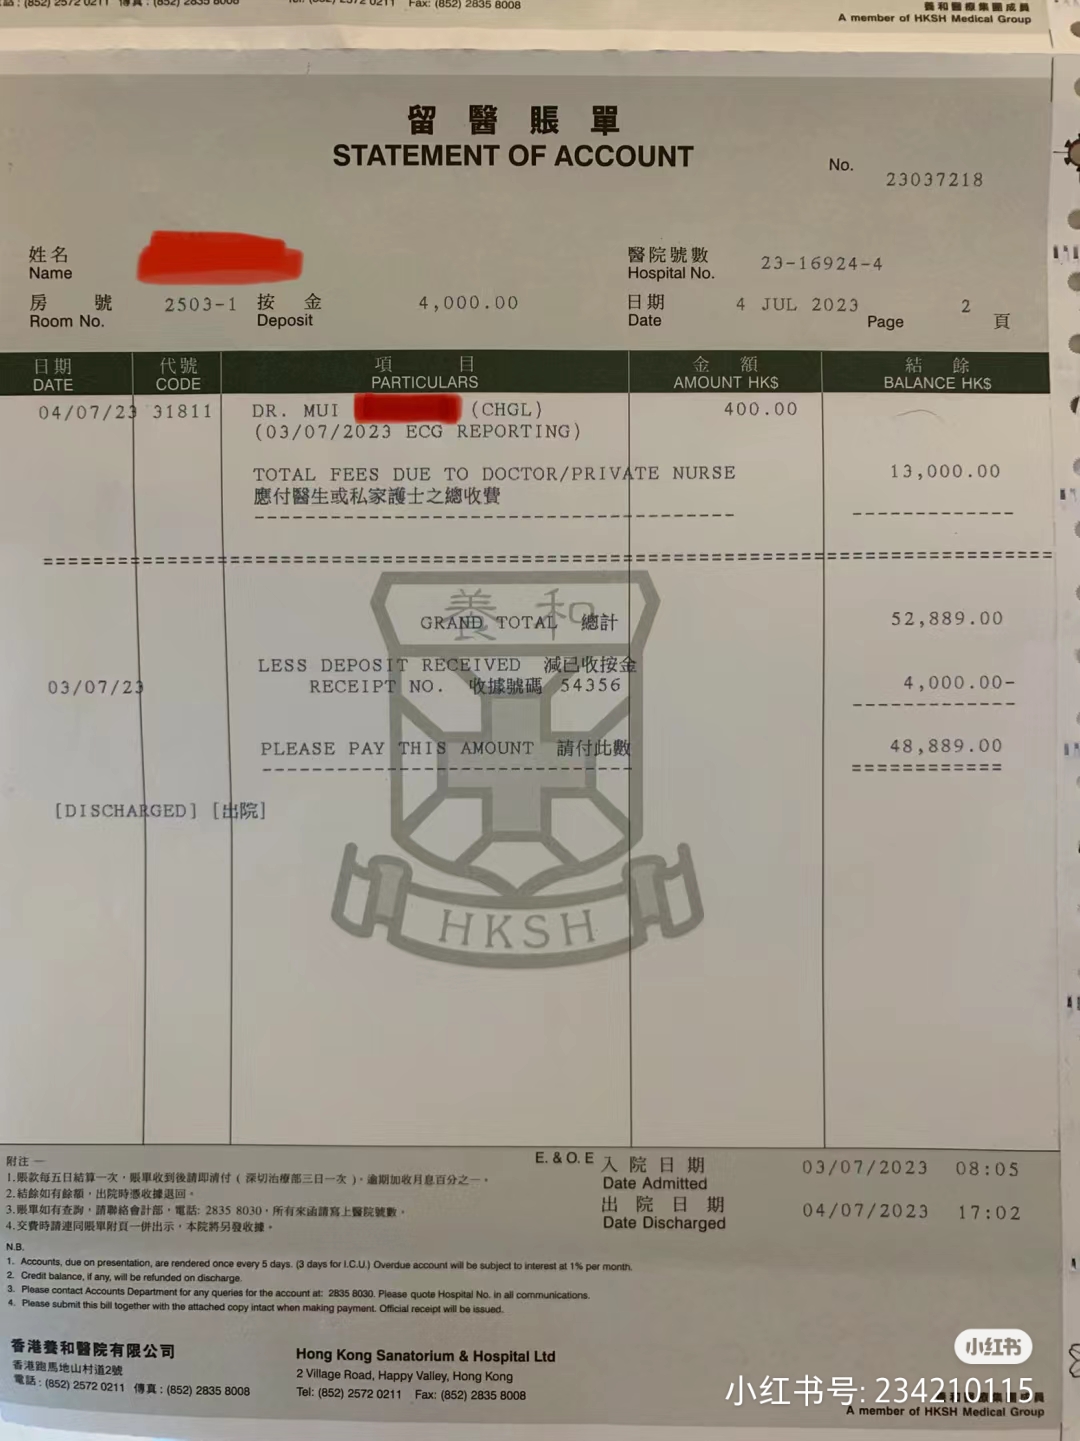 (852) 2572 0211 傳真：(852) 2835 8008 Tel: (852) 2572 0211 Fax: (852) 2835 8008
養和醫療集團成員
A member of HKSH Medical Group
留醫賬單
STATEMENT OF ACCOUNT
No. 23037218
姓名
Name
醫院號數 23-16924-4
Hospital No.
房號 2503-1 按金 4,000.00 日期 4 JUL 2023 2 頁
Room No. Deposit Date Page
日期 代號 項目 金額 結餘
DATE CODE PARTICULARS AMOUNT HK$ BALANCE HK$
04/07/23 31811 DR. MUI (CHGL) 400.00
(03/07/2023 ECG REPORTING)
TOTAL FEES DUE TO DOCTOR/PRIVATE NURSE 13,000.00
應付醫生或私家護士之總收費
養和
GRAND TOTAL 總計 52,889.00
LESS DEPOSIT RECEIVED 減已收按金
03/07/23 RECEIPT NO. 收據號碼 54356 4,000.00-
PLEASE PAY THIS AMOUNT 請付此數 48,889.00
[DISCHARGED] [出院]
HKSH
附注 —
E. & O. E
1.賬款每五日結算一次，賬單收到後請即清付 ( 深切治療部三日一次 )，逾期加收月息百分之一。
2.結餘如有餘額，出院時憑收據退回。
3.賬單如有查詢，請聯絡會計部，電話: 2835 8030，所有來函請寫上醫院號數。
4.交費時請連同賬單附頁一併出示，本院將另發收據。
入院日期 03/07/2023 08:05
Date Admitted
出院日期 04/07/2023 17:02
Date Discharged
N.B.
1. Accounts, due on presentation, are rendered once every 5 days. (3 days for I.C.U.) Overdue account will be subject to interest at 1% per month.
2. Credit balance, if any, will be refunded on discharge.
3. Please contact Accounts Department for any queries for the account at: 2835 8030. Please quote Hospital No. in all communications.
4. Please submit this bill together with the attached copy intact when making payment. Official receipt will be issued.
香港養和醫院有限公司
香港跑馬地山村道2號
電話：(852) 2572 0211 傳真：(852) 2835 8008
Hong Kong Sanatorium & Hospital Ltd
2 Village Road, Happy Valley, Hong Kong
Tel: (852) 2572 0211 Fax: (852) 2835 8008
小红书
小红书号: 234210115
A member of HKSH Medical Group